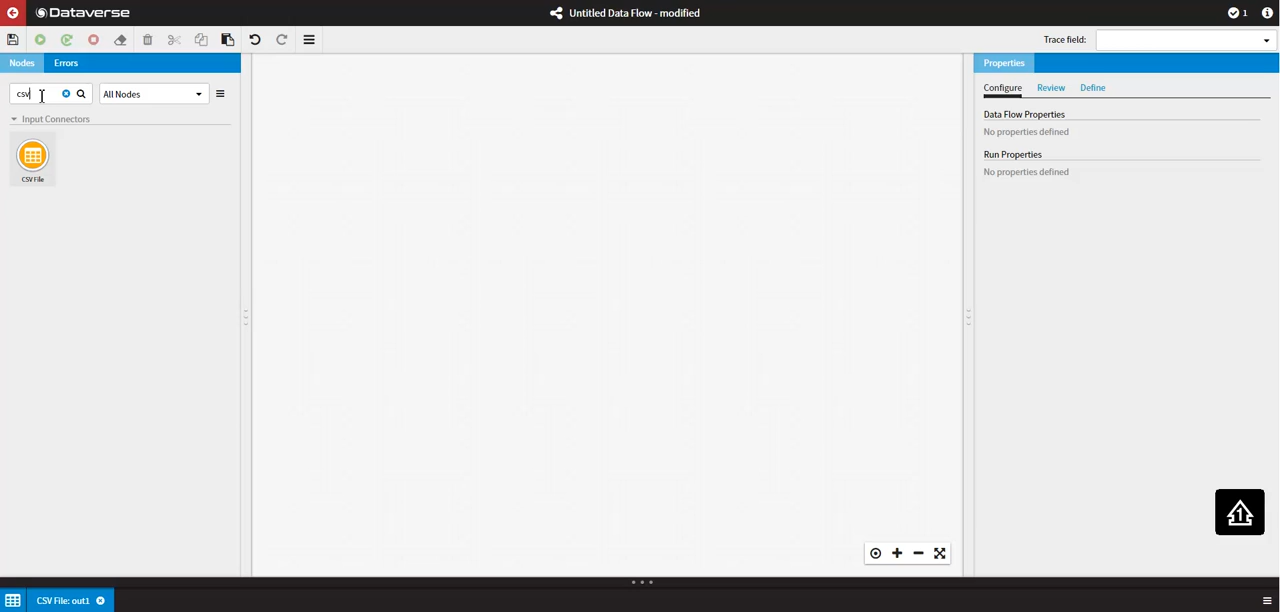 Dataverse
Untitled Data Flow - modified
1
Trace field:
Nodes
Errors
csv
All Nodes
Input Connectors
CSV File
Properties
Configure
Review
Define
Data Flow Properties
No properties defined
Run Properties
No properties defined
1
CSV File: out1